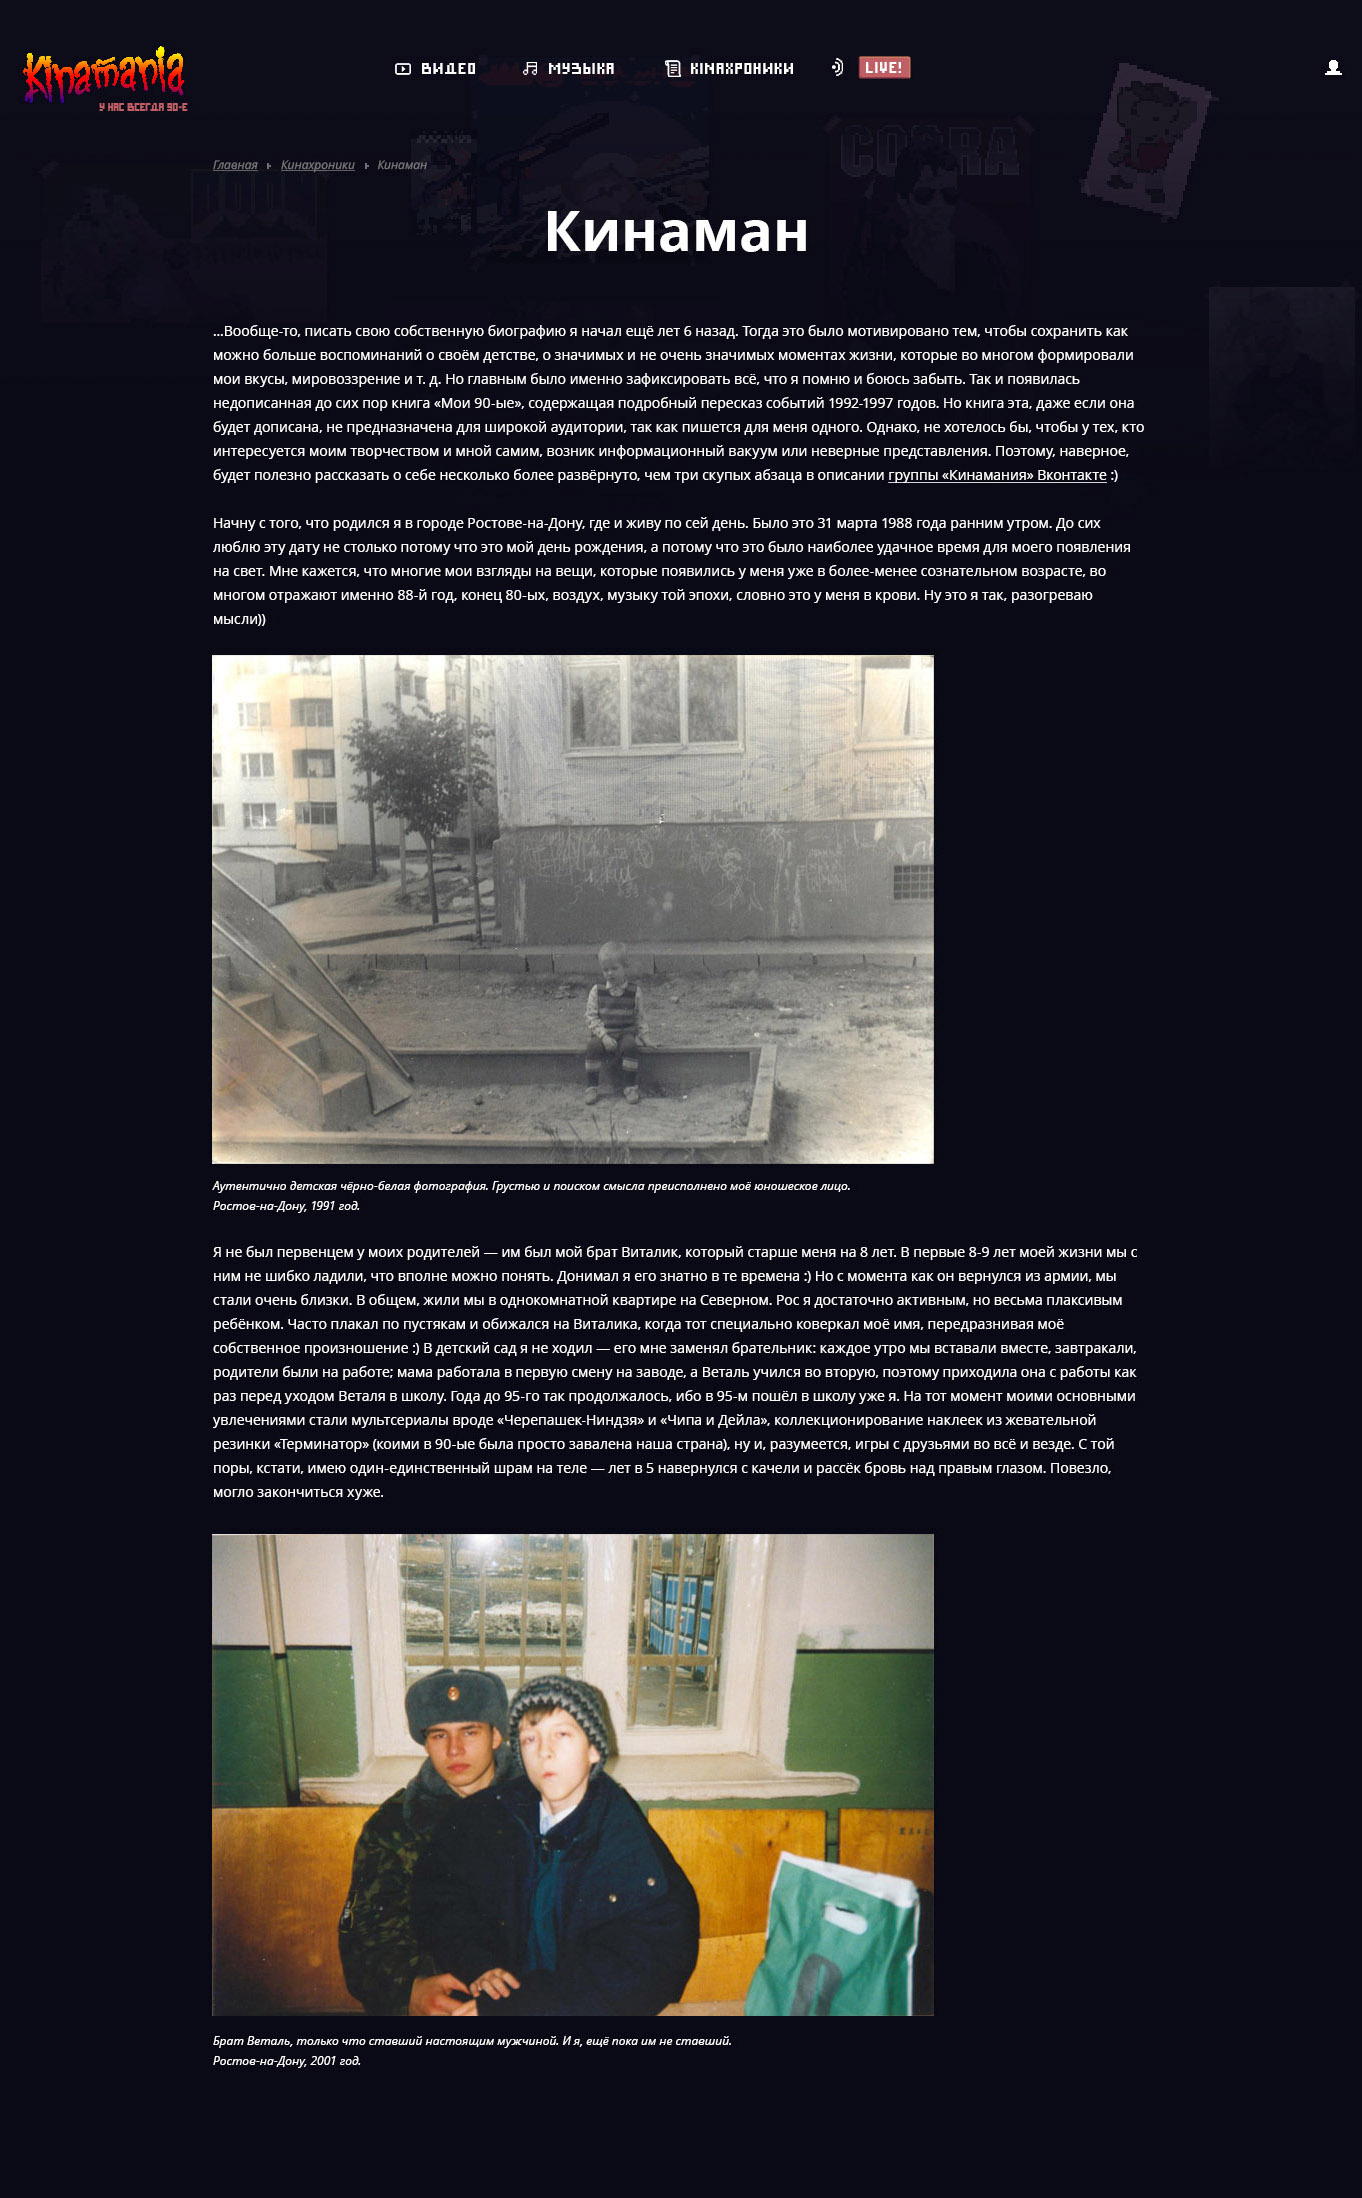 Kinamania
У НАС ВСЕГДА 90-Е
ВИДЕО
МУЗЫКА
KINAХРОНИКИ
LIVE!
COBRA
Главная
Кинахроники
Кинаман
Кинаман
...Вообще-то, писать свою собственную биографию я начал ещё лет 6 назад. Тогда это было мотивировано тем, чтобы сохранить как
можно больше воспоминаний о своём детстве, о значимых и не очень значимых моментах жизни, которые во многом формировали
мои вкусы, мировоззрение и т. д. Но главным было именно зафиксировать всё, что я помню и боюсь забыть. Так и появилась
недописанная до сих пор книга «Мои 90-ые», содержащая подробный пересказ событий 1992-1997 годов. Но книга эта, даже если она
будет дописана, не предназначена для широкой аудитории, так как пишется для меня одного. Однако, не хотелось бы, чтобы у тех, кто
интересуется моим творчеством и мной самим, возник информационный вакуум или неверные представления. Поэтому, наверное,
будет полезно рассказать о себе несколько более развёрнуто, чем три скупых абзаца в описании группы «Кинамания» Вконтакте :)
Начну с того, что родился я в городе Ростове-на-Дону, где и живу по сей день. Было это 31 марта 1988 года ранним утром. До сих
люблю эту дату не столько потому что это мой день рождения, а потому что это было наиболее удачное время для моего появления
на свет. Мне кажется, что многие мои взгляды на вещи, которые появились у меня уже в более-менее сознательном возрасте, во
многом отражают именно 88-й год, конец 80-ых, воздух, музыку той эпохи, словно это у меня в крови. Ну это я так, разогреваю
мысли))
Аутентично детская чёрно-белая фотография. Грустью и поиском смысла преисполнено моё юношеское лицо.
Ростов-на-Дону, 1991 год.
Я не был первенцем у моих родителей — им был мой брат Виталик, который старше меня на 8 лет. В первые 8-9 лет моей жизни мы с
ним не шибко ладили, что вполне можно понять. Донимал я его знатно в те времена :) Но с момента как он вернулся из армии, мы
стали очень близки. В общем, жили мы в однокомнатной квартире на Северном. Рос я достаточно активным, но весьма плаксивым
ребёнком. Часто плакал по пустякам и обижался на Виталика, когда тот специально коверкал моё имя, передразнивая моё
собственное произношение :) В детский сад я не ходил — его мне заменял брательник: каждое утро мы вставали вместе, завтракали,
родители были на работе; мама работала в первую смену на заводе, а Веталь учился во вторую, поэтому приходила она с работы как
раз перед уходом Веталя в школу. Года до 95-го так продолжалось, ибо в 95-м пошёл в школу уже я. На тот момент моими основными
увлечениями стали мультсериалы вроде «Черепашек-Ниндзя» и «Чипа и Дейла», коллекционирование наклеек из жевательной
резинки «Терминатор» (коими в 90-ые была просто завалена наша страна), ну и, разумеется, игры с друзьями во всё и везде. С той
поры, кстати, имею один-единственный шрам на теле — лет в 5 навернулся с качели и рассёк бровь над правым глазом. Повезло,
могло закончиться хуже.
Брат Веталь, только что ставший настоящим мужчиной. И я, ещё пока им не ставший.
Ростов-на-Дону, 2001 год.